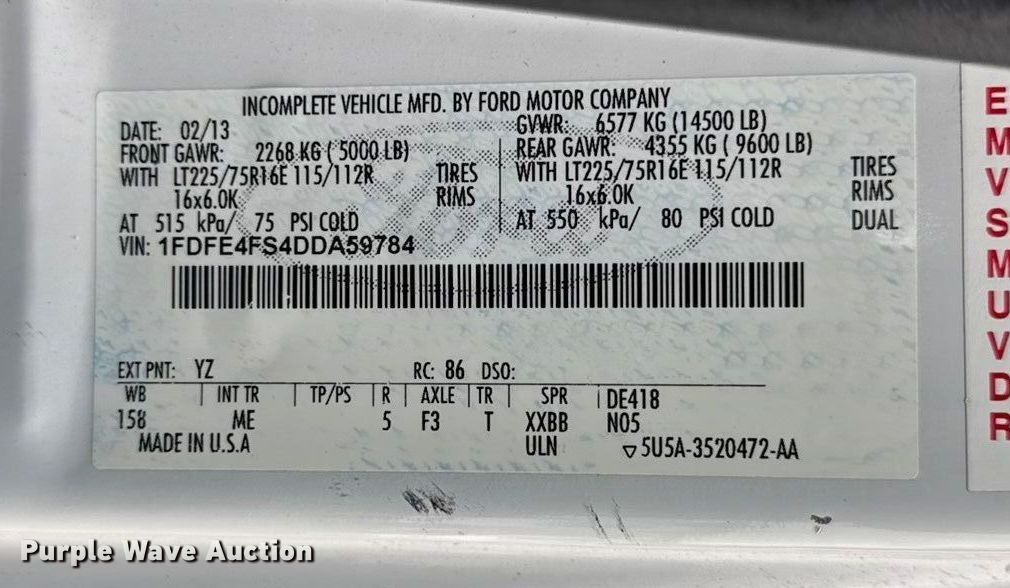 INCOMPLETE VEHICLE MFD. BY FORD MOTOR COMPANY
DATE: 02/13 GVWR: 6577 KG (14500 LB)
FRONT GAWR: 2268 KG ( 5000 LB) REAR GAWR: 4355 KG ( 9600 LB)
WITH LT225/75R16E 115/112R TIRES WITH LT225/75R16E 115/112R TIRES
16x6.0K RIMS 16x6.0K RIMS
AT 515 kPa/ 75 PSI COLD AT 550 kPa/ 80 PSI COLD DUAL
VIN: 1FDFE4FS4DDA59784
EXT PNT: YZ RC: 86 DSO:
WB INT TR TP/PS R AXLE TR SPR DE418
158 ME 5 F3 T XXBB N05
MADE IN U.S.A ULN 5U5A-3520472-AA
E
M
V
S
M
U
V
D
R
Purple Wave Auction